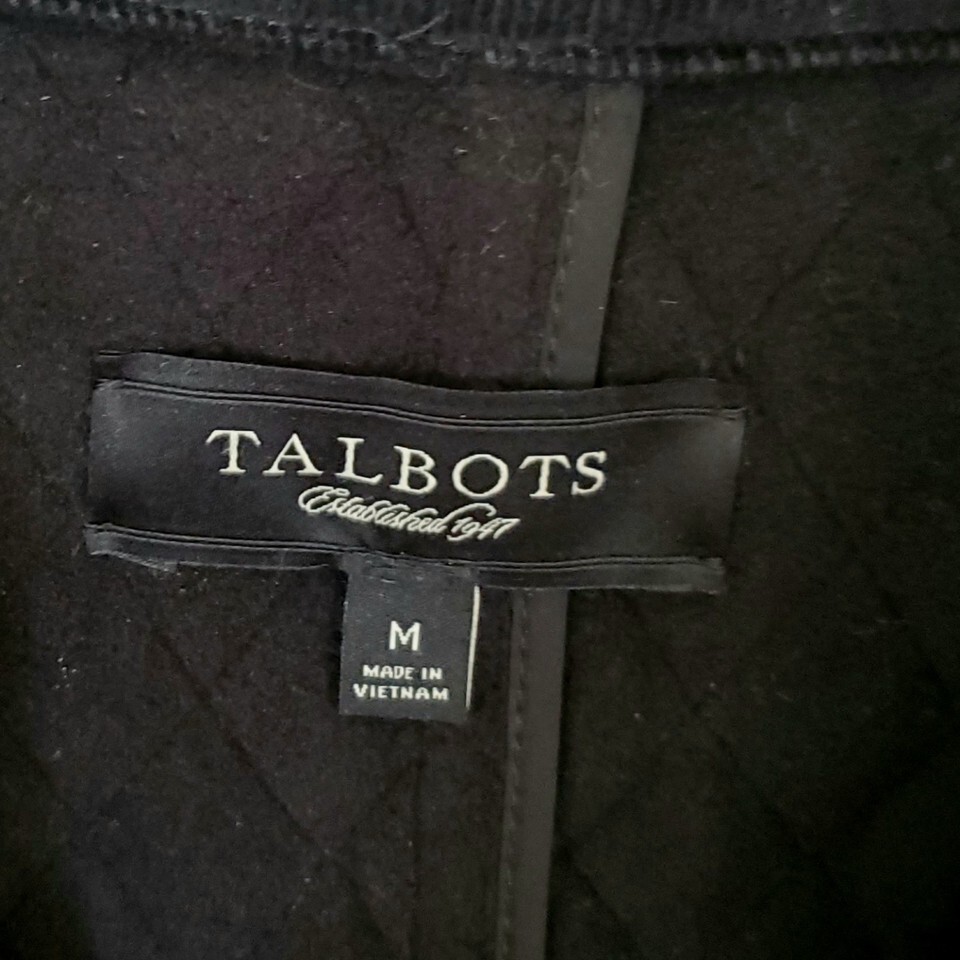 TALBOTS
Established 1947
M
MADE IN
VIETNAM